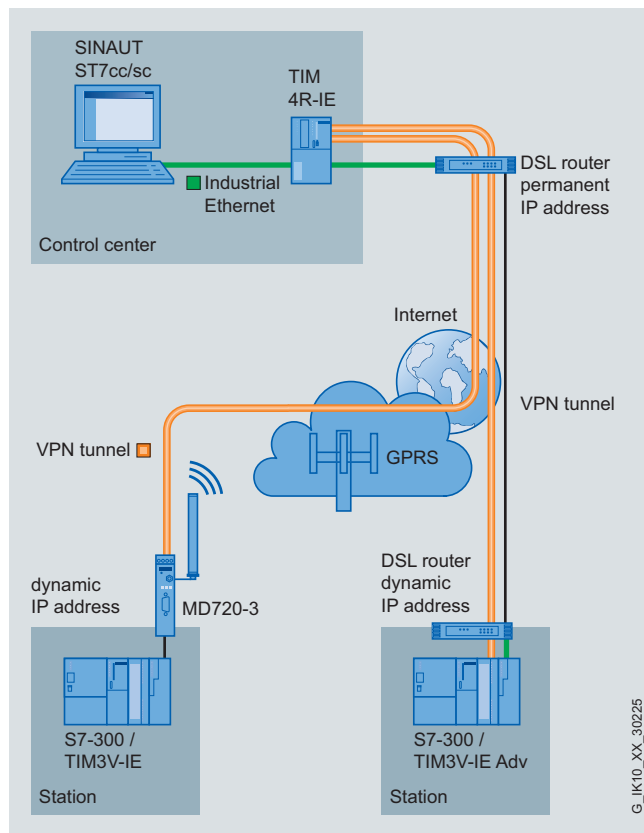 SINAUT
ST7cc/sc
TIM
4R-IE
Industrial
Ethernet
DSL router
permanent
IP address
Control center
Internet
VPN tunnel
GPRS
VPN tunnel
dynamic
IP address
MD720-3
DSL router
dynamic
IP address
S7-300 /
TIM3V-IE
Station
S7-300 /
TIM3V-IE Adv
Station
G_IK10_XX_30225